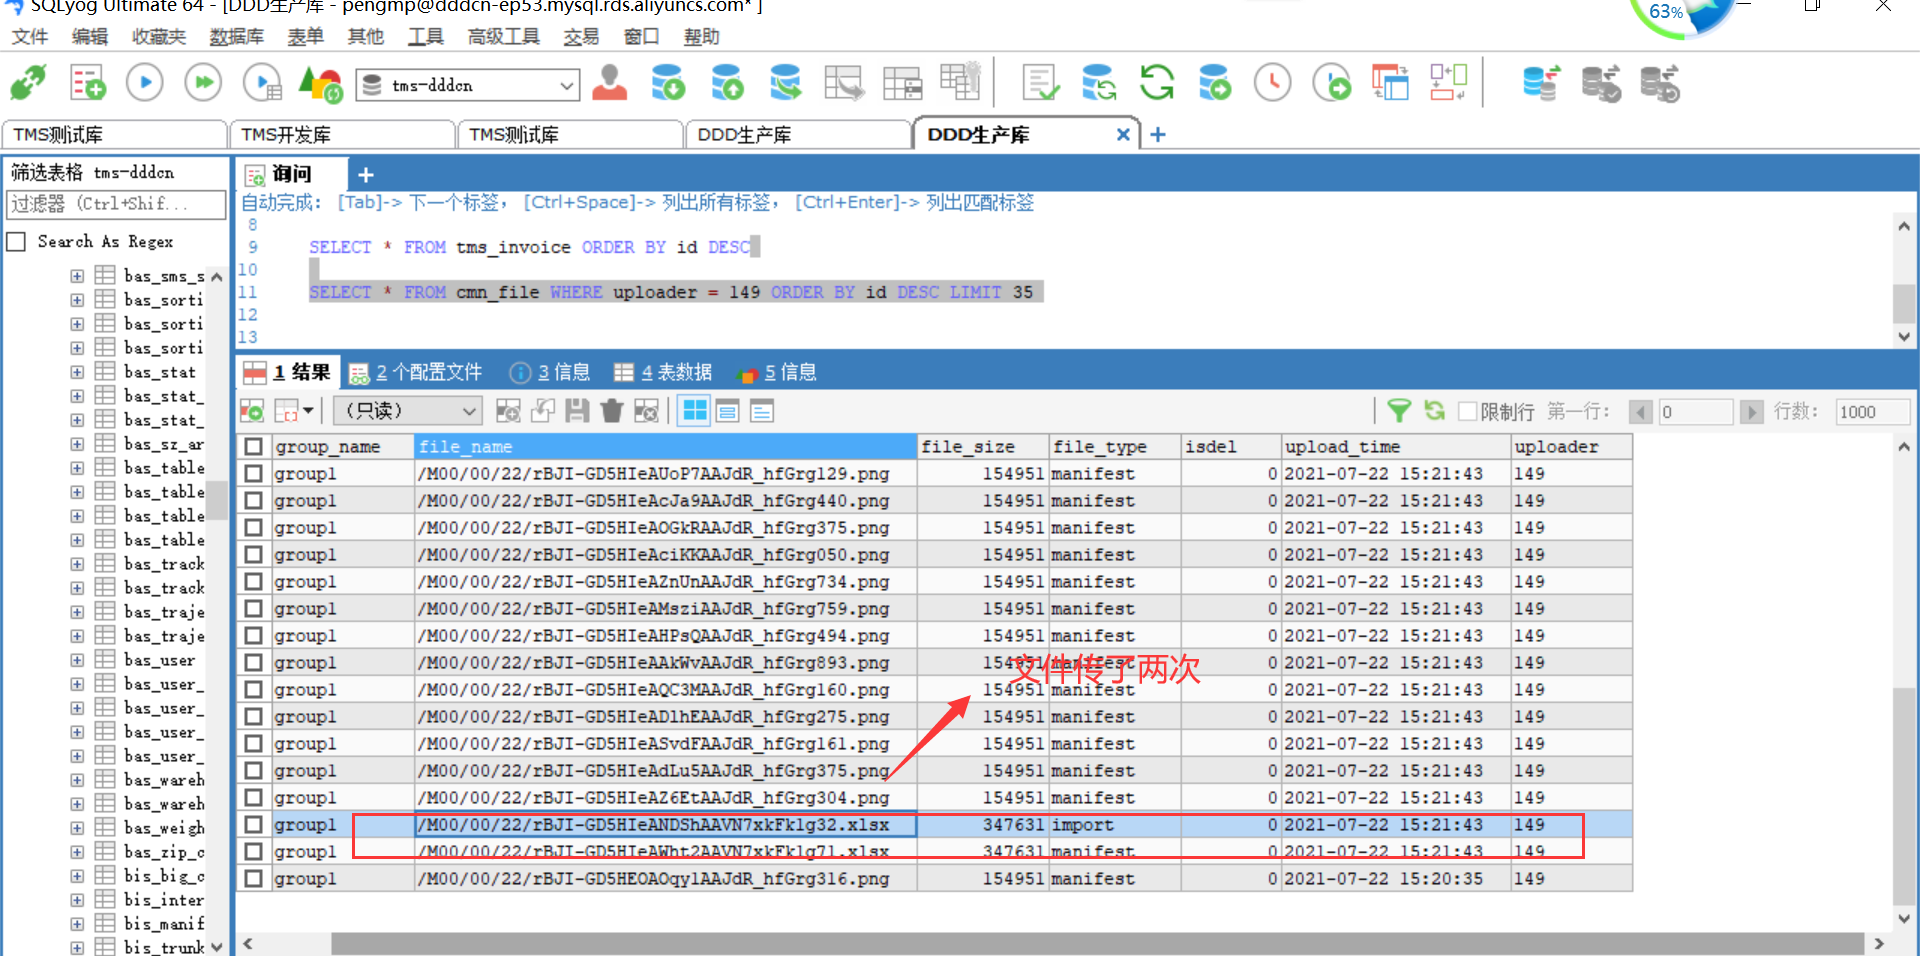 SQLyog Ultimate 64 - [DDD生产库 - pengmp@dddcn-ep53.mysql.rds.aliyuncs.com* ]
63%
文件 编辑 收藏夹 数据库 表单 其他 工具 高级工具 交易 窗口 帮助
tms-dddcn
TMS测试库 TMS开发库 TMS测试库 DDD生产库 DDD生产库
筛选表格 tms-dddcn
过滤器 (Ctrl+Shif...
Search As Regex
bas_sms_s
bas_sorti
bas_sorti
bas_sorti
bas_stat
bas_stat_
bas_stat_
bas_sz_ar
bas_table
bas_table
bas_table
bas_table
bas_track
bas_track
bas_traje
bas_traje
bas_user
bas_user_
bas_user_
bas_user_
bas_user_
bas_wareh
bas_wareh
bas_weigh
bas_zip_c
bis_big_c
bis_inter
bis_manif
bis_trunk
询问
自动完成: [Tab]-> 下一个标签, [Ctrl+Space]-> 列出所有标签, [Ctrl+Enter]-> 列出匹配标签
8
9 SELECT * FROM tms_invoice ORDER BY id DESC
10
11 SELECT * FROM cmn_file WHERE uploader = 149 ORDER BY id DESC LIMIT 35
12
13
1 结果 2 个配置文件 3 信息 4 表数据 5 信息
(只读) 限制行 第一行: 0 行数: 1000
group_name file_name file_size file_type isdel upload_time uploader
group1 /M00/00/22/rBJI-GD5HIeAUoP7AAJdR_hfGrg129.png 154951 manifest 0 2021-07-22 15:21:43 149
group1 /M00/00/22/rBJI-GD5HIeAcJa9AAJdR_hfGrg440.png 154951 manifest 0 2021-07-22 15:21:43 149
group1 /M00/00/22/rBJI-GD5HIeAOGkRAAJdR_hfGrg375.png 154951 manifest 0 2021-07-22 15:21:43 149
group1 /M00/00/22/rBJI-GD5HIeAciKKAAJdR_hfGrg050.png 154951 manifest 0 2021-07-22 15:21:43 149
group1 /M00/00/22/rBJI-GD5HIeAZnUnAAJdR_hfGrg734.png 154951 manifest 0 2021-07-22 15:21:43 149
group1 /M00/00/22/rBJI-GD5HIeAMsziAAJdR_hfGrg759.png 154951 manifest 0 2021-07-22 15:21:43 149
group1 /M00/00/22/rBJI-GD5HIeAHPsQAAJdR_hfGrg494.png 154951 manifest 0 2021-07-22 15:21:43 149
group1 /M00/00/22/rBJI-GD5HIeAAkWvAAJdR_hfGrg893.png 154951 manifest 0 2021-07-22 15:21:43 149
文件传了两次
group1 /M00/00/22/rBJI-GD5HIeAQC3MAAJdR_hfGrg160.png 154951 manifest 0 2021-07-22 15:21:43 149
group1 /M00/00/22/rBJI-GD5HIeADlhEAAJdR_hfGrg275.png 154951 manifest 0 2021-07-22 15:21:43 149
group1 /M00/00/22/rBJI-GD5HIeASvdFAAJdR_hfGrg161.png 154951 manifest 0 2021-07-22 15:21:43 149
group1 /M00/00/22/rBJI-GD5HIeAdLu5AAJdR_hfGrg375.png 154951 manifest 0 2021-07-22 15:21:43 149
group1 /M00/00/22/rBJI-GD5HIeAZ6EtAAJdR_hfGrg304.png 154951 manifest 0 2021-07-22 15:21:43 149
group1 /M00/00/22/rBJI-GD5HIeANDShAAVN7xkFklg32.xlsx 347631 import 0 2021-07-22 15:21:43 149
group1 /M00/00/22/rBJI-GD5HIeAWht2AAVN7xkFklg71.xlsx 347631 manifest 0 2021-07-22 15:21:43 149
group1 /M00/00/22/rBJI-GD5HEOAOqylAAJdR_hfGrg316.png 154951 manifest 0 2021-07-22 15:20:35 149